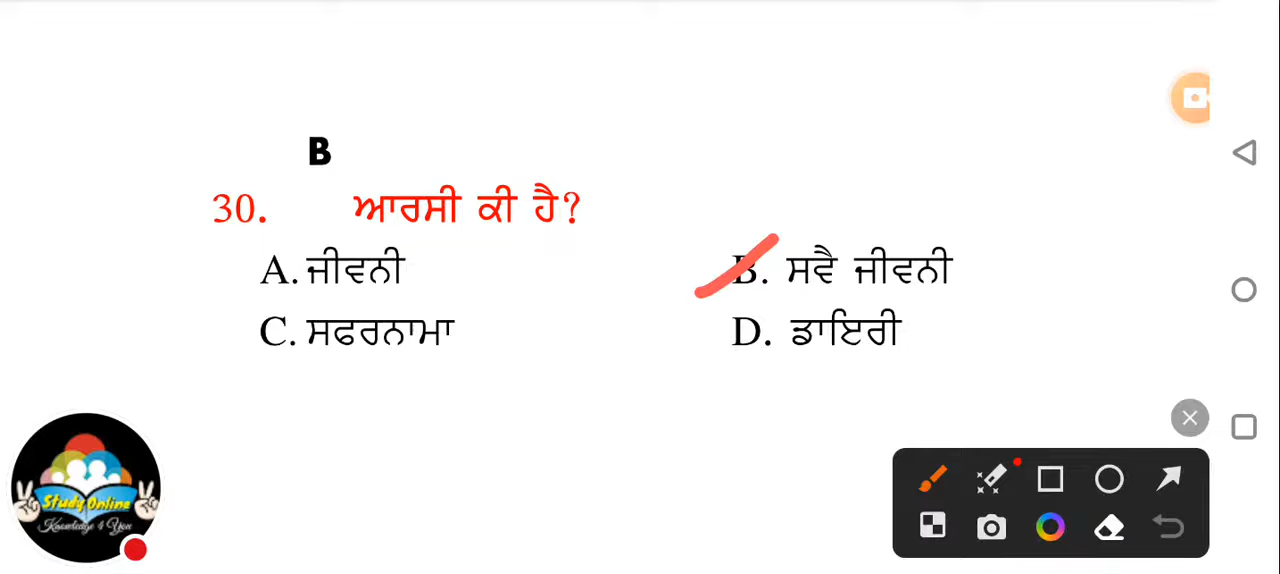 B
30. ਆਰਸੀ ਕੀ ਹੈ?
A. ਜੀਵਨੀ B. ਸਵੈ ਜੀਵਨੀ
C. ਸਫਰਨਾਮਾ D. ਡਾਇਰੀ
Study Online
Knowledge 4 You